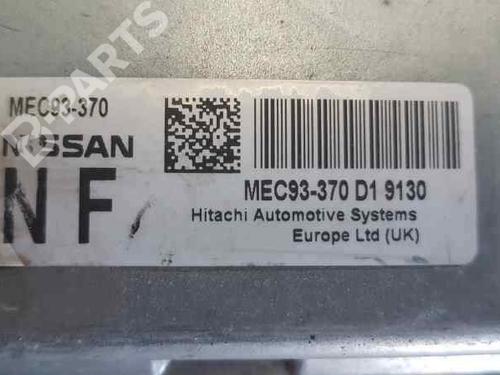 B-PARTS
MEC93-370
NISSAN
NF
MEC93-370 D1 9130
Hitachi Automotive Systems
Europe Ltd (UK)